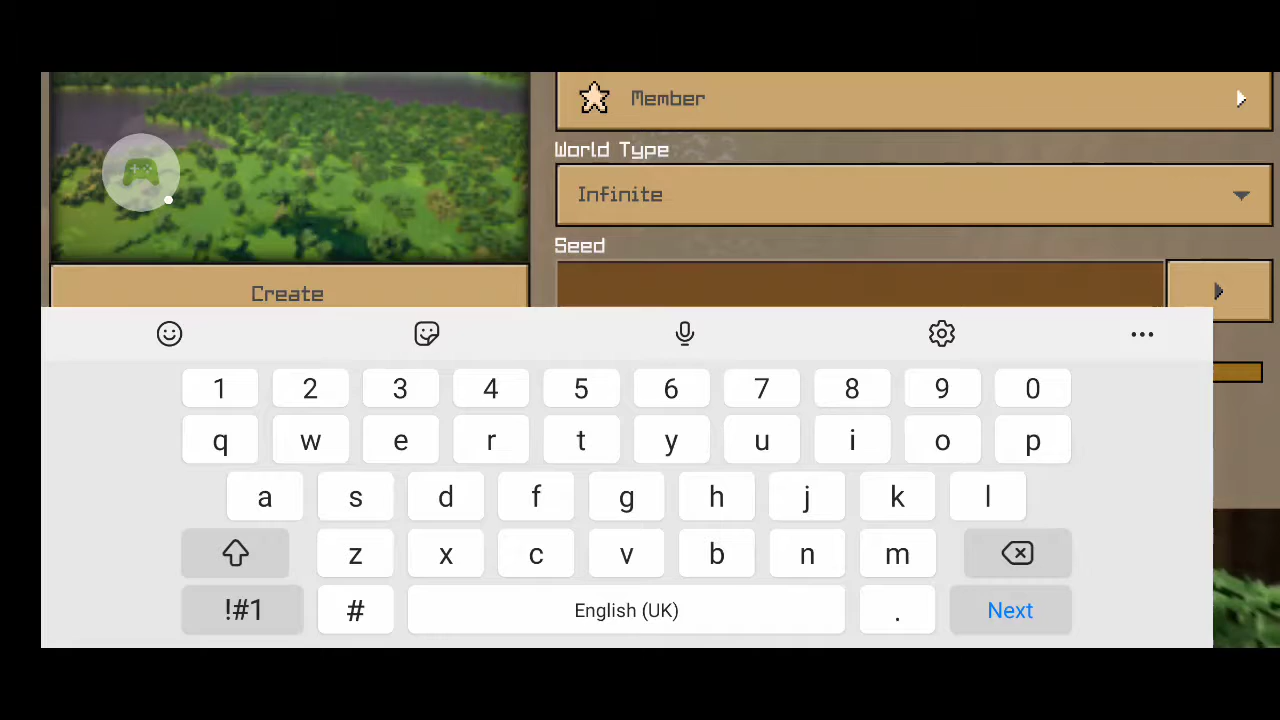 Member
World Type
Infinite
Seed
Create
1 2 3 4 5 6 7 8 9 0
q w e r t y u i o p
a s d f g h j k l
z x c v b n m
!#1 # English (UK) . Next